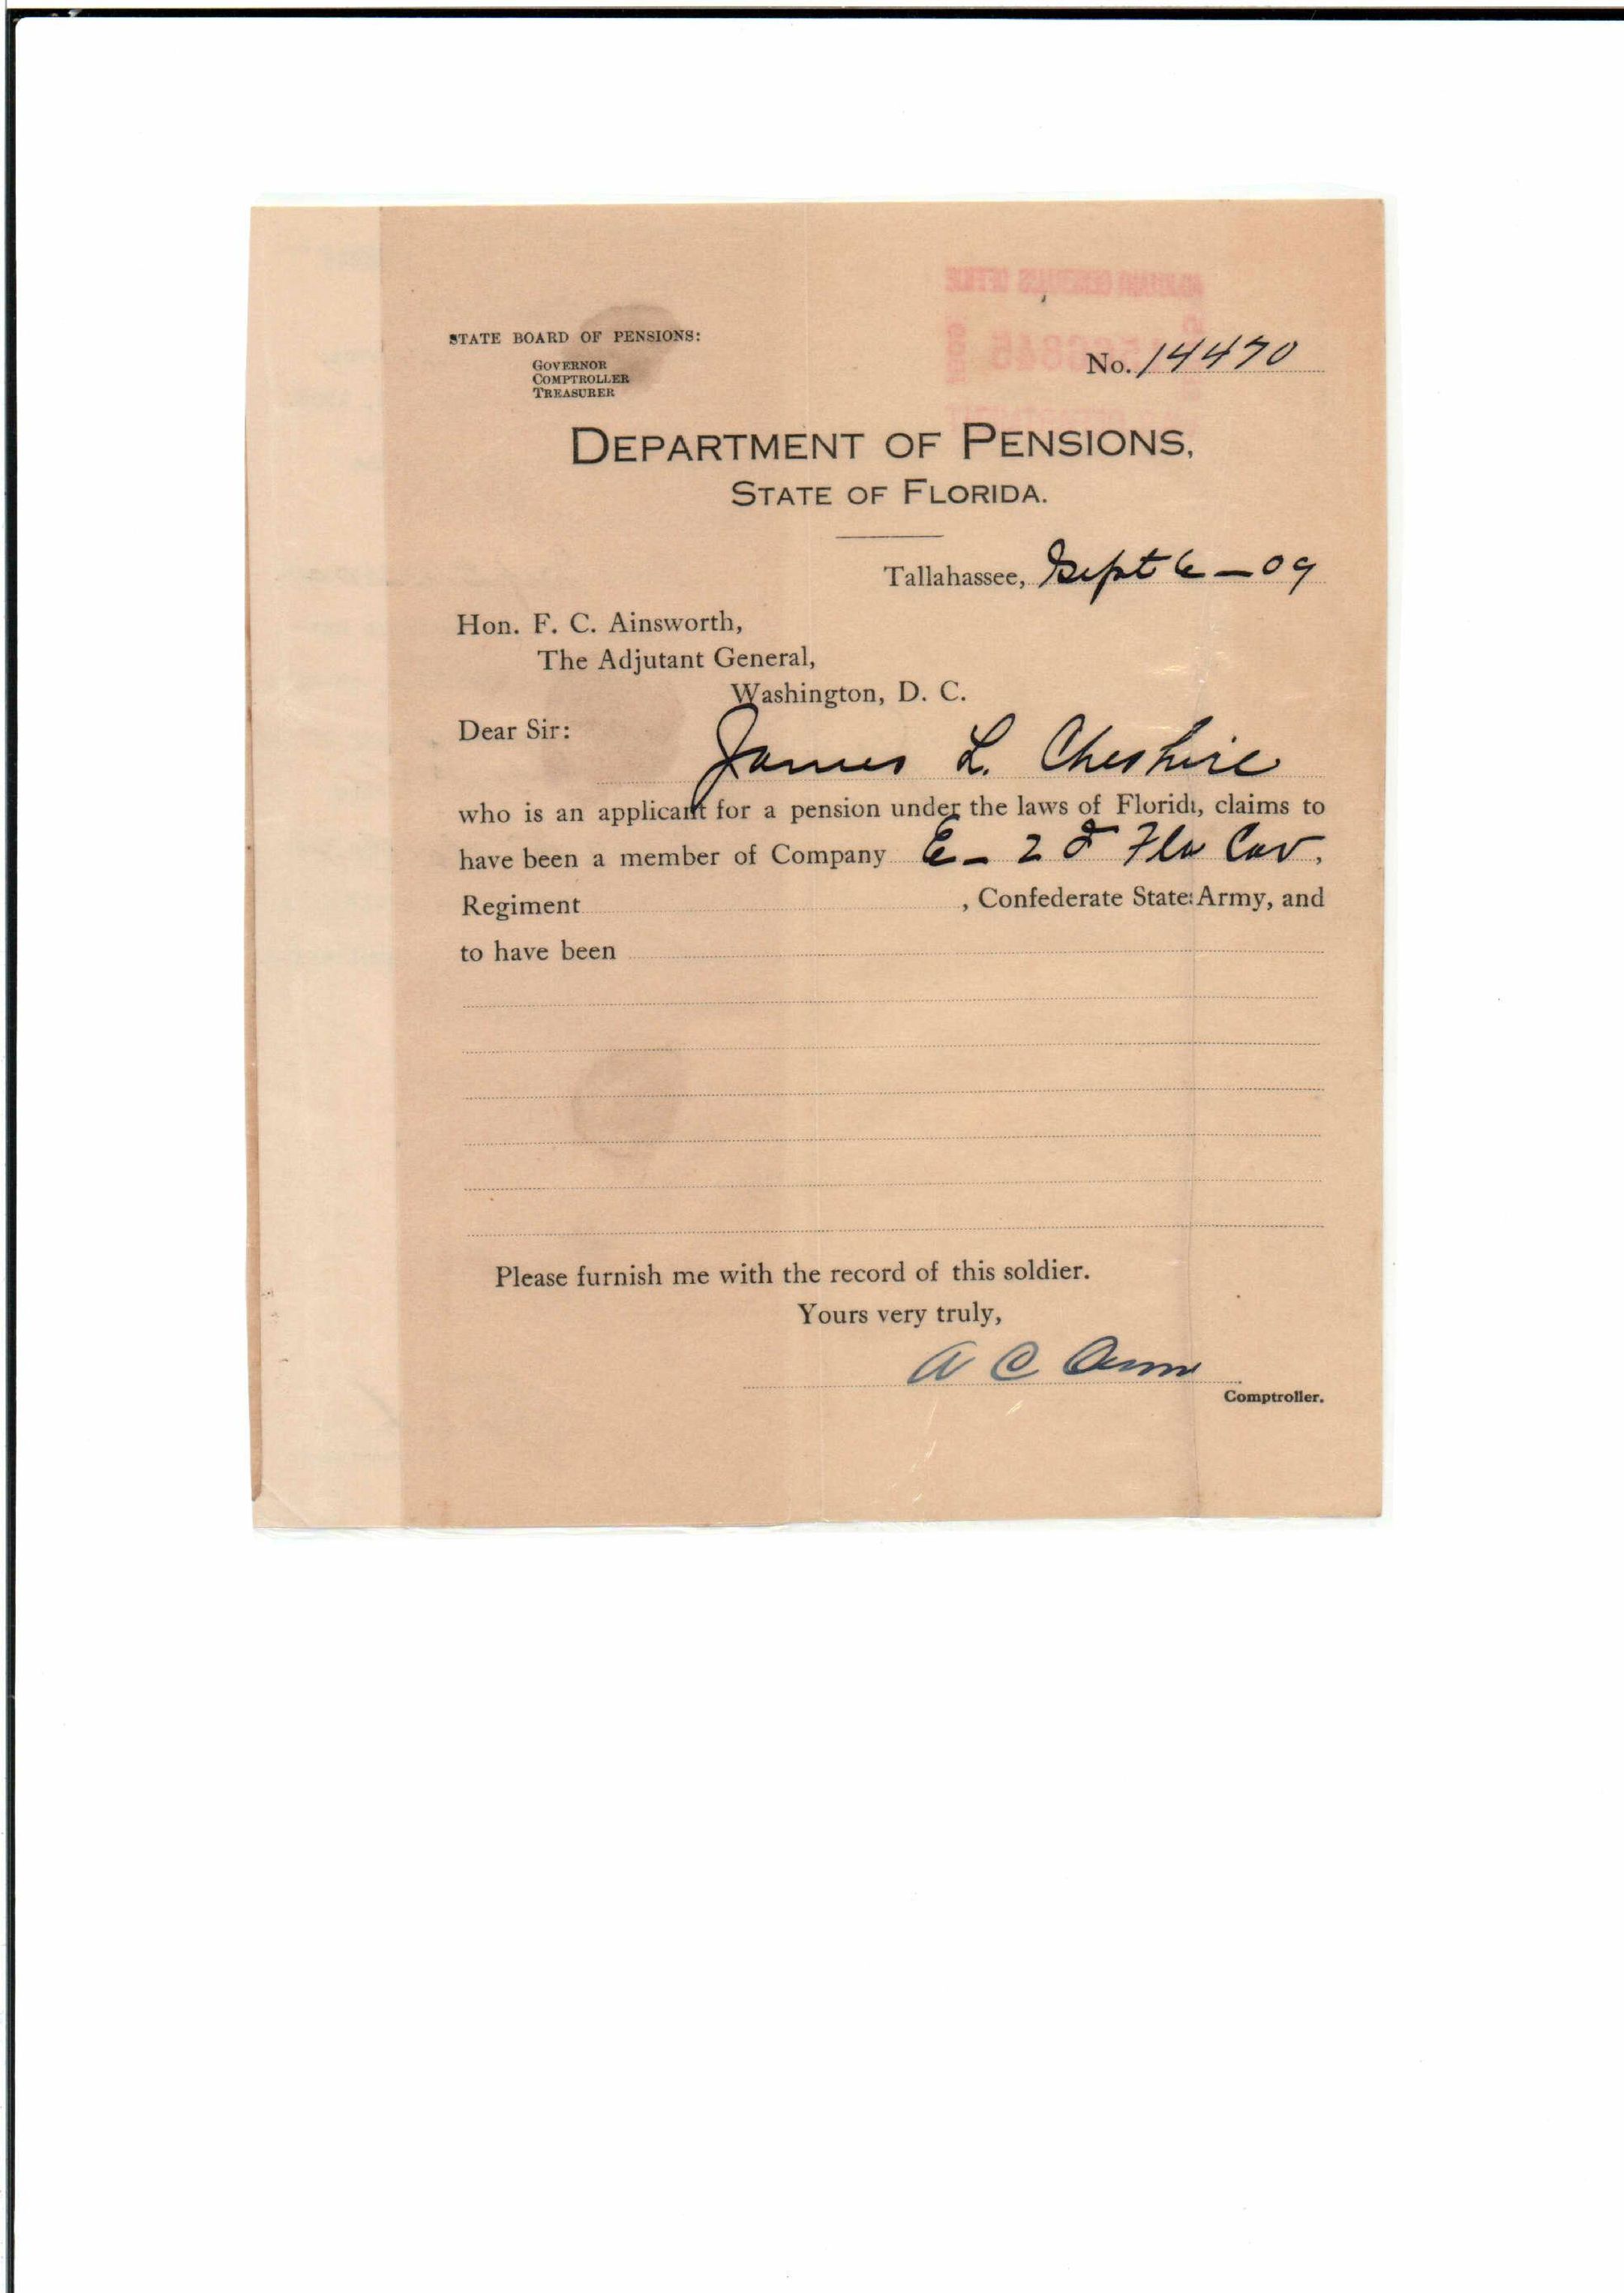 STATE BOARD OF PENSIONS:
GOVERNOR
COMPTROLLER
TREASURER
No. 14470
DEPARTMENT OF PENSIONS,
STATE OF FLORIDA.
Tallahassee, Sept 6 - 09
Hon. F. C. Ainsworth,
The Adjutant General,
Washington, D. C.
Dear Sir:
James L. Cheshire
who is an applicant for a pension under the laws of Florida, claims to
have been a member of Company E - 2d Fla Cav.
Regiment , Confederate States Army, and
to have been
Please furnish me with the record of this soldier.
Yours very truly,
A C
Comptroller.